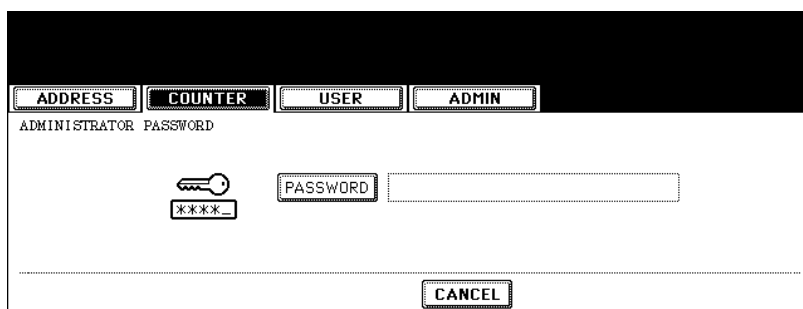 ADDRESS COUNTER USER ADMIN
ADMINISTRATOR PASSWORD
PASSWORD
****_
CANCEL